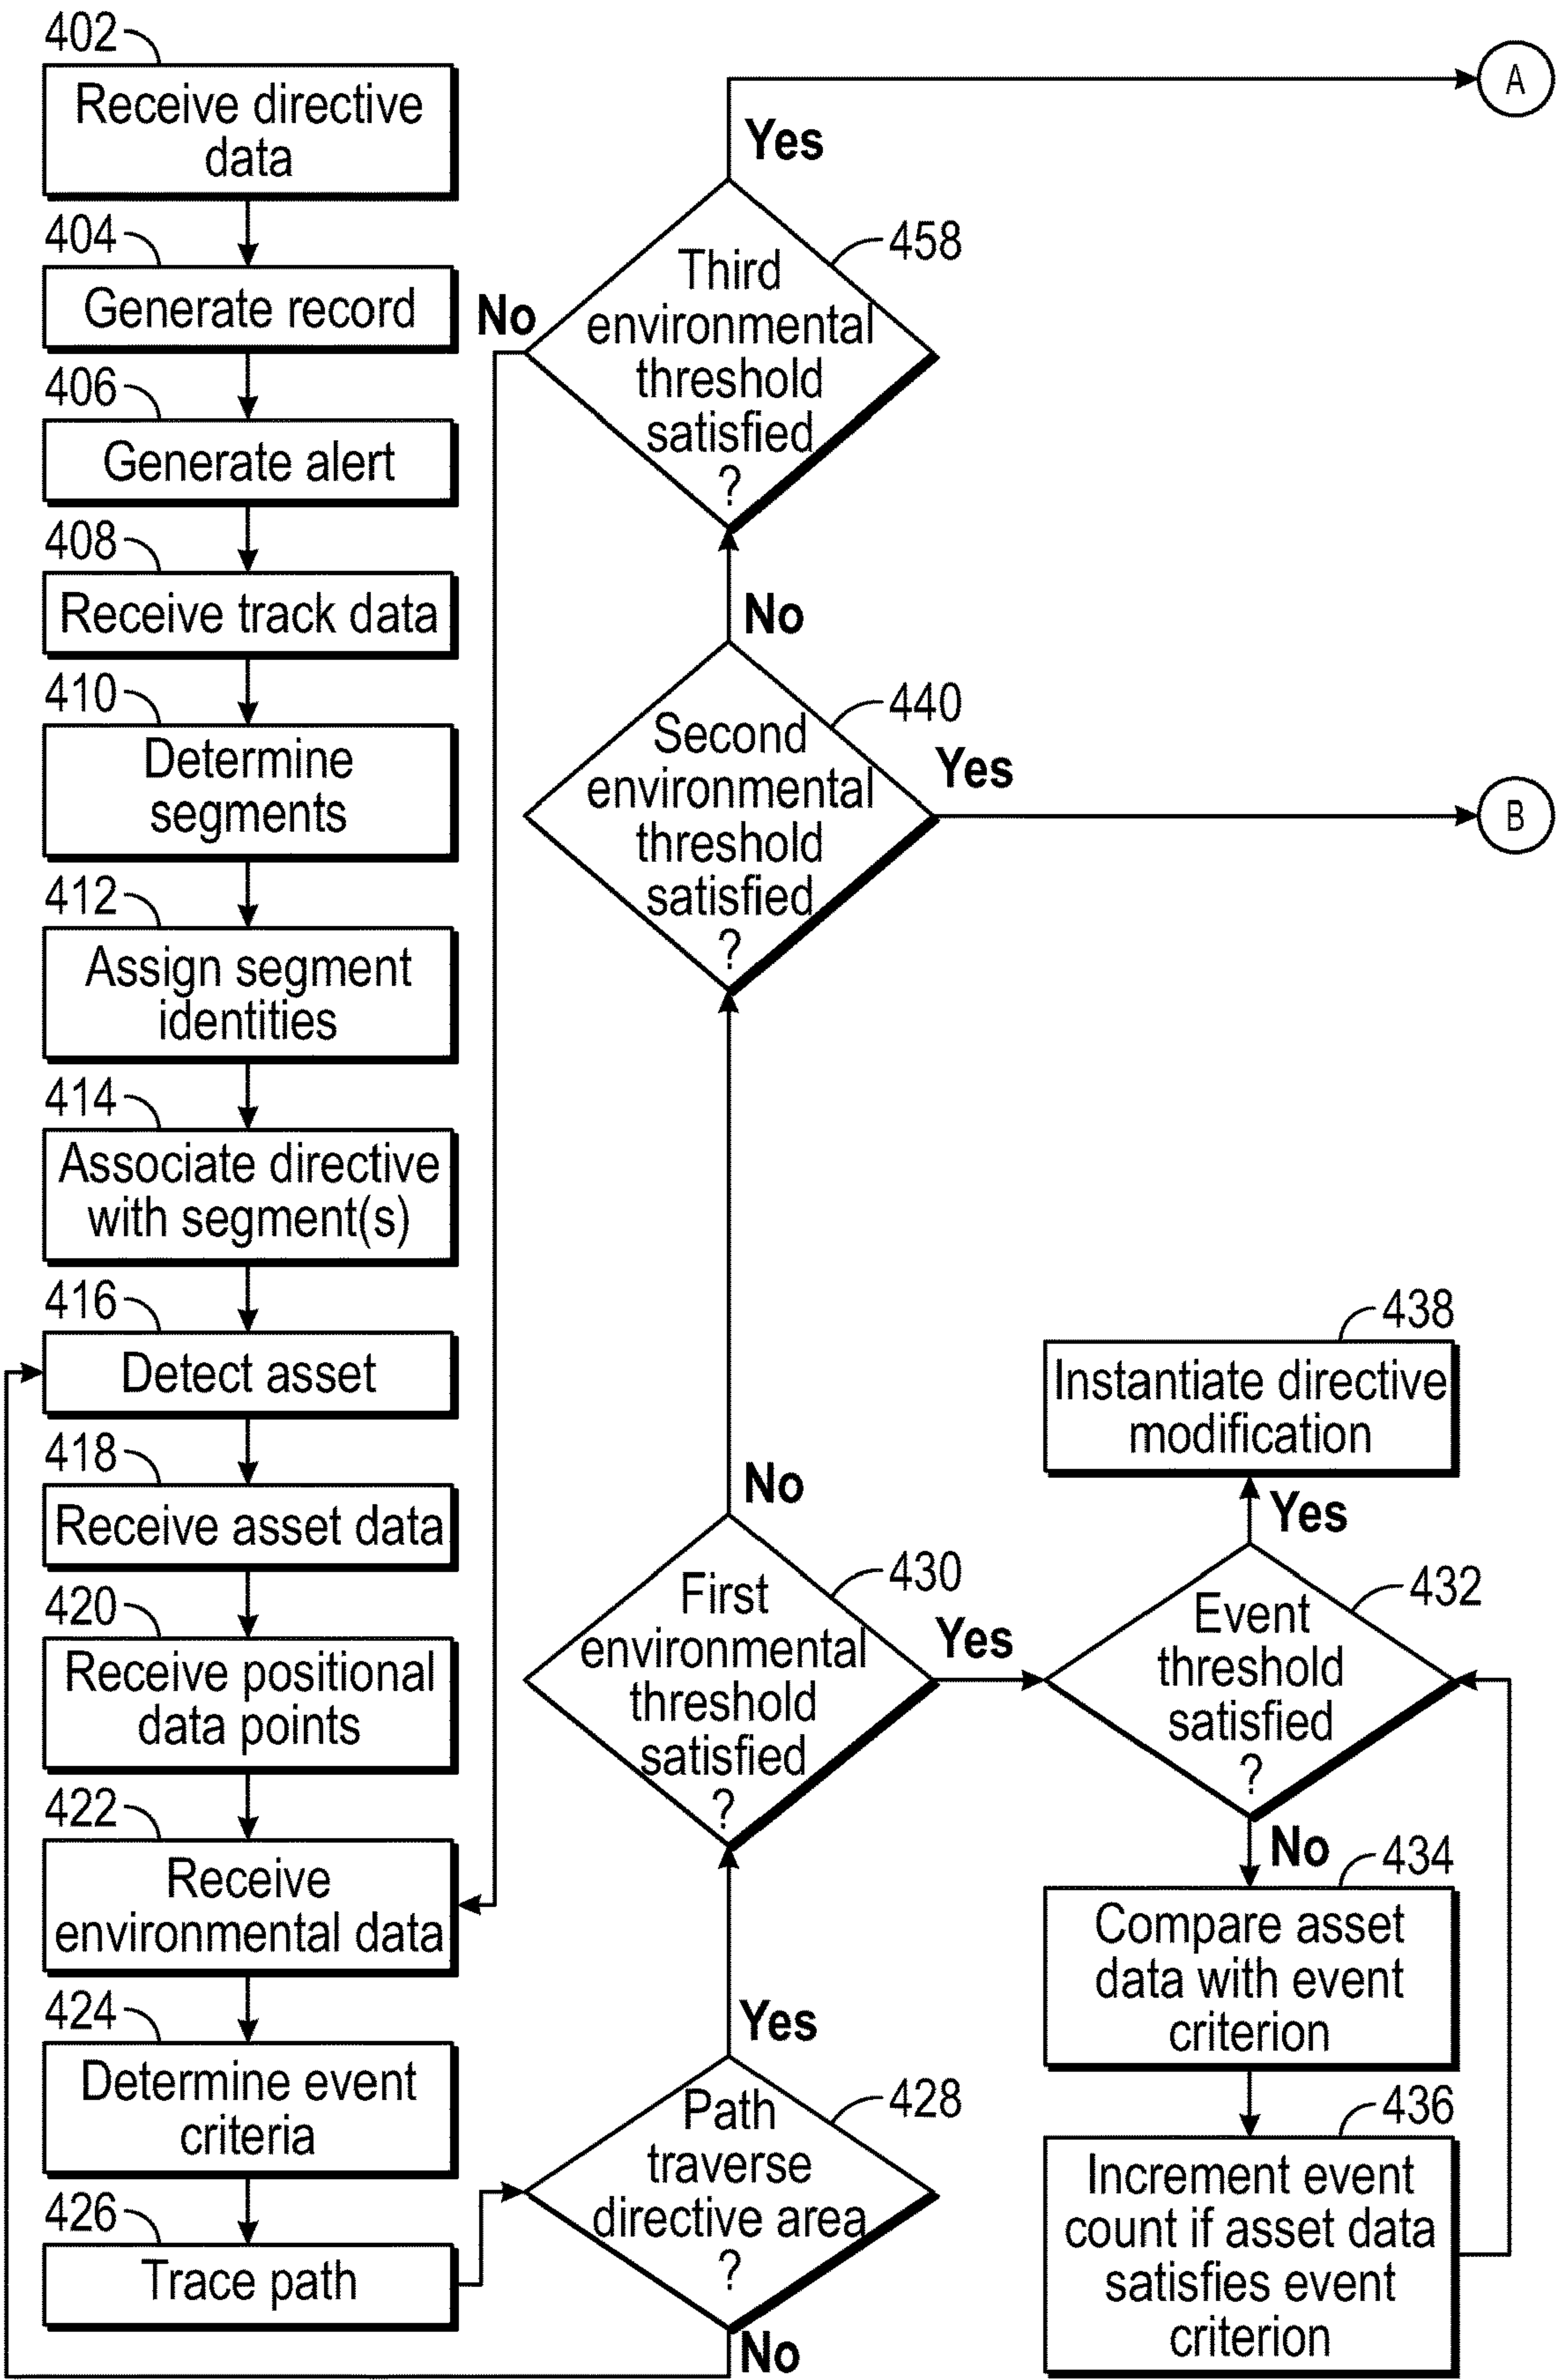 402
Receive directive
data
404
Generate record
406
Generate alert
408
Receive track data
410
Determine
segments
412
Assign segment
identities
414
Associate directive
with segment(s)
416
Detect asset
418
Receive asset data
420
Receive positional
data points
422
Receive
environmental data
424
Determine event
criteria
426
Trace path
A
Yes
458
Third
environmental
threshold
satisfied
?
No
No
440
Second
environmental
threshold
satisfied
?
Yes
B
No
430
First
environmental
threshold
satisfied
?
Yes
Yes
428
Path
traverse
directive area
?
No
438
Instantiate directive
modification
Yes
432
Event
threshold
satisfied
?
No
434
Compare asset
data with event
criterion
436
Increment event
count if asset data
satisfies event
criterion